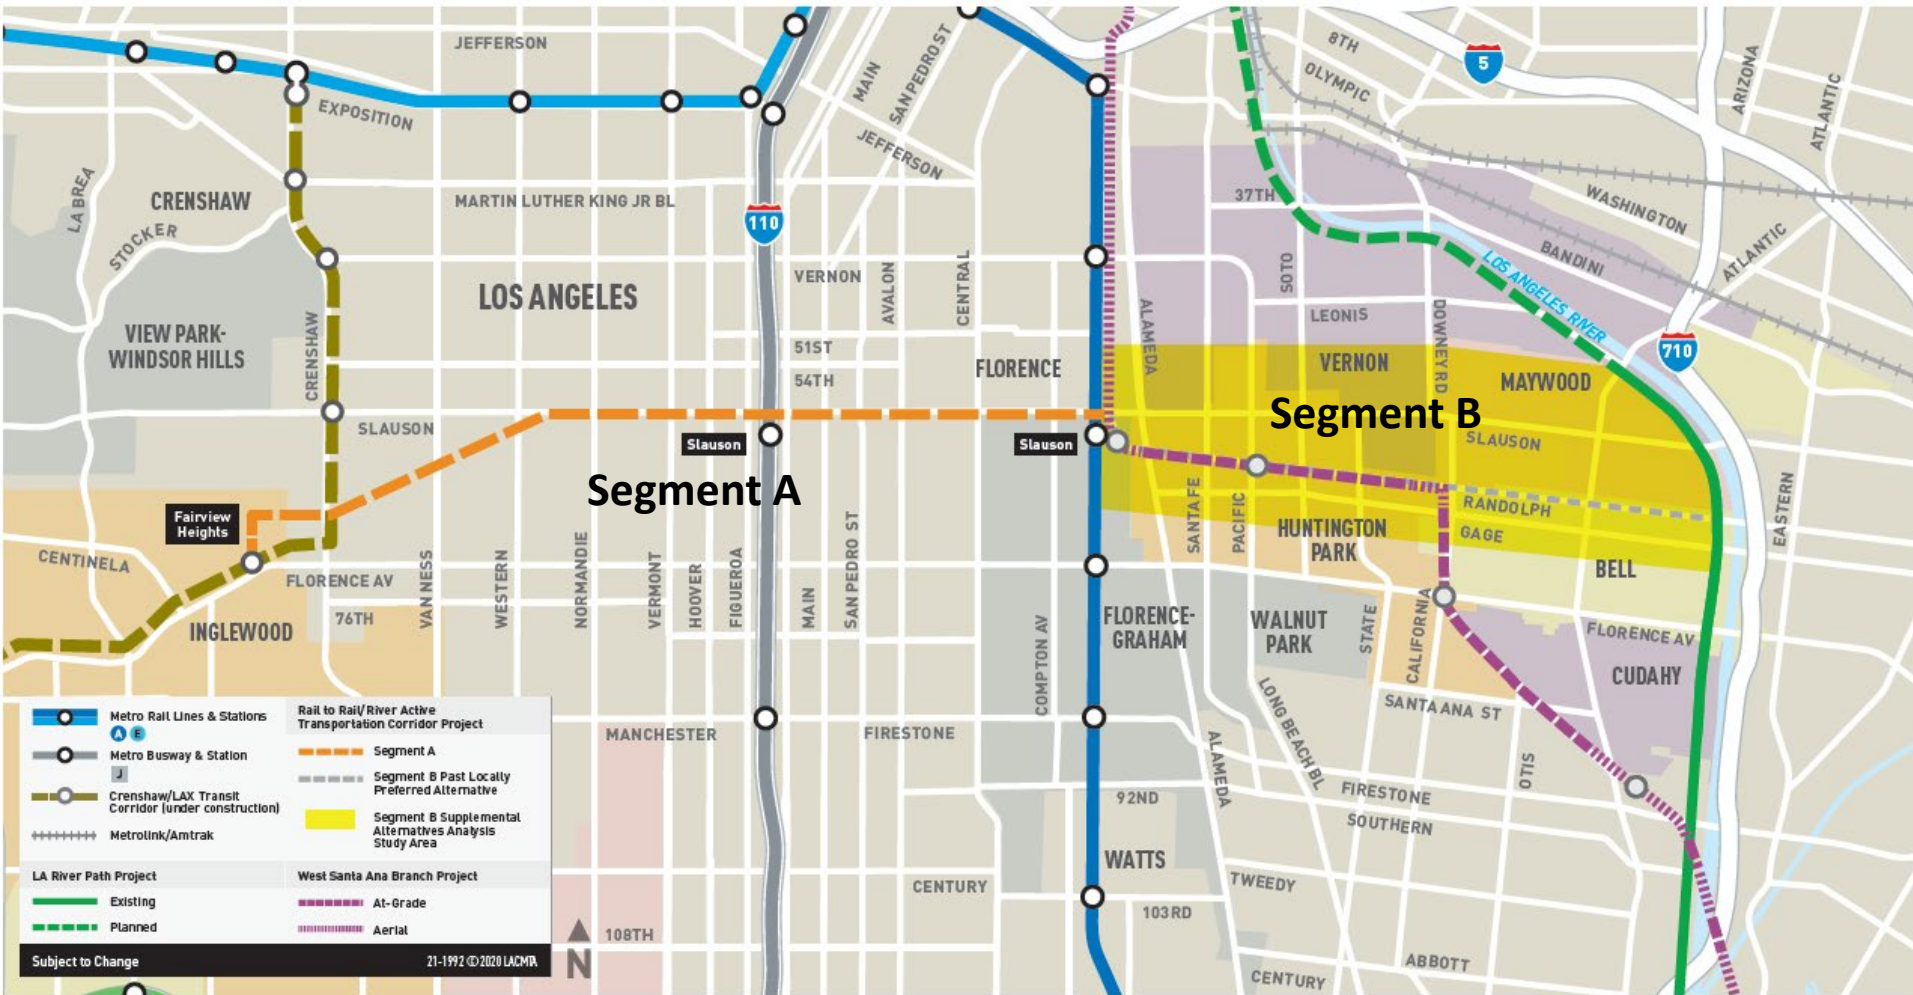 JEFFERSON
MAIN
SAN PEDRO ST
8TH
OLYMPIC
5
ARIZONA
ATLANTIC
EXPOSITION
JEFFERSON
LA BREA
CRENSHAW
STOCKER
MARTIN LUTHER KING JR BL
110
37TH
WASHINGTON
BANDINI
ATLANTIC
LOS ANGELES RIVER
SOTO
VERNON
AVALON
CENTRAL
LOS ANGELES
ALAMEDA
LEONIS
DOWNEY RD
VIEW PARK-
WINDSOR HILLS
CRENSHAW
51ST
54TH
FLORENCE
VERNON
MAYWOOD
710
SLAUSON
Segment B
SLAUSON
Slauson
Slauson
Segment A
Fairview
Heights
SANTA FE
PACIFIC
RANDOLPH
GAGE
EASTERN
HUNTINGTON
PARK
BELL
CENTINELA
FLORENCE AV
76TH
INGLEWOOD
VAN NESS
WESTERN
NORMANDIE
VERMONT
HOOVER
FIGUEROA
MAIN
SAN PEDRO ST
COMPTON AV
FLORENCE-
GRAHAM
WALNUT
PARK
STATE
CALIFORNIA
FLORENCE AV
CUDAHY
SANTA ANA ST
LONG BEACH BL
ALAMEDA
OTIS
MANCHESTER
FIRESTONE
92ND
FIRESTONE
SOUTHERN
WATTS
TWEEDY
CENTURY
103RD
108TH
N
ABBOTT
CENTURY
Metro Rail Lines & Stations
A E
Metro Busway & Station
J
Crenshaw/LAX Transit
Corridor (under construction)
Metrolink/Amtrak
Rail to Rail/River Active
Transportation Corridor Project
Segment A
Segment B Past Locally
Preferred Alternative
Segment B Supplemental
Alternatives Analysis
Study Area
LA River Path Project
Existing
Planned
West Santa Ana Branch Project
At-Grade
Aerial
Subject to Change
21-1992 ©2020 LACMTA